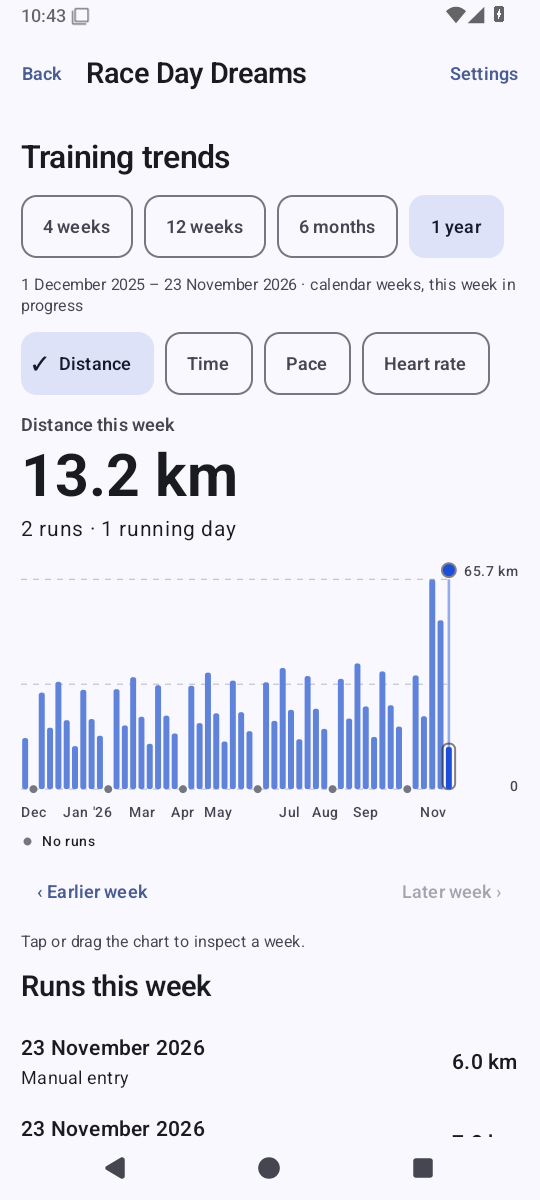 10:43
Back Race Day Dreams Settings
Training trends
4 weeks 12 weeks 6 months 1 year
1 December 2025 – 23 November 2026 · calendar weeks, this week in
progress
✓ Distance Time Pace Heart rate
Distance this week
13.2 km
2 runs · 1 running day
65.7 km
0
Dec Jan '26 Mar Apr May Jul Aug Sep Nov
No runs
‹ Earlier week Later week ›
Tap or drag the chart to inspect a week.
Runs this week
23 November 2026
6.0 km
Manual entry
23 November 2026